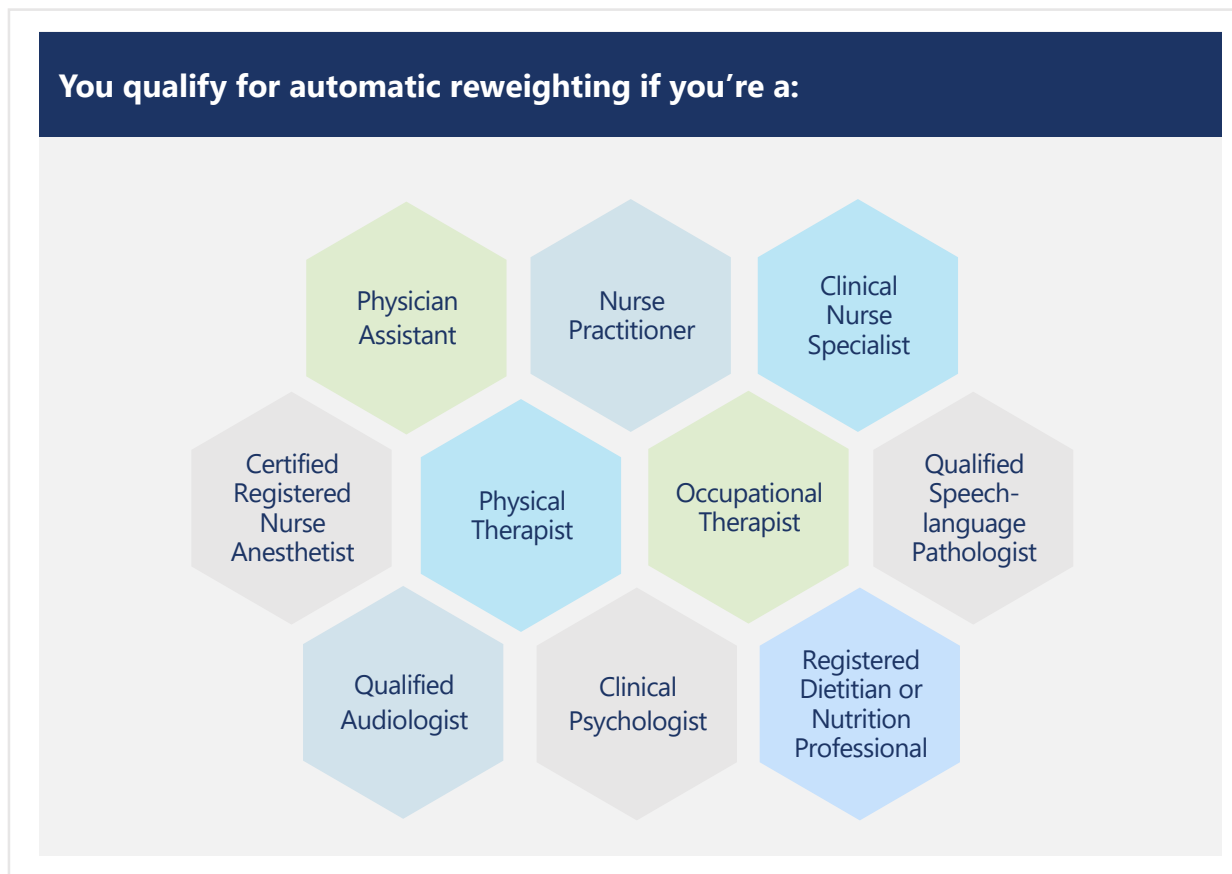 You qualify for automatic reweighting if you’re a:
Physician
Assistant
Nurse
Practitioner
Clinical
Nurse
Specialist
Certified
Registered
Nurse
Anesthetist
Physical
Therapist
Occupational
Therapist
Qualified
Speech-
language
Pathologist
Qualified
Audiologist
Clinical
Psychologist
Registered
Dietitian or
Nutrition
Professional